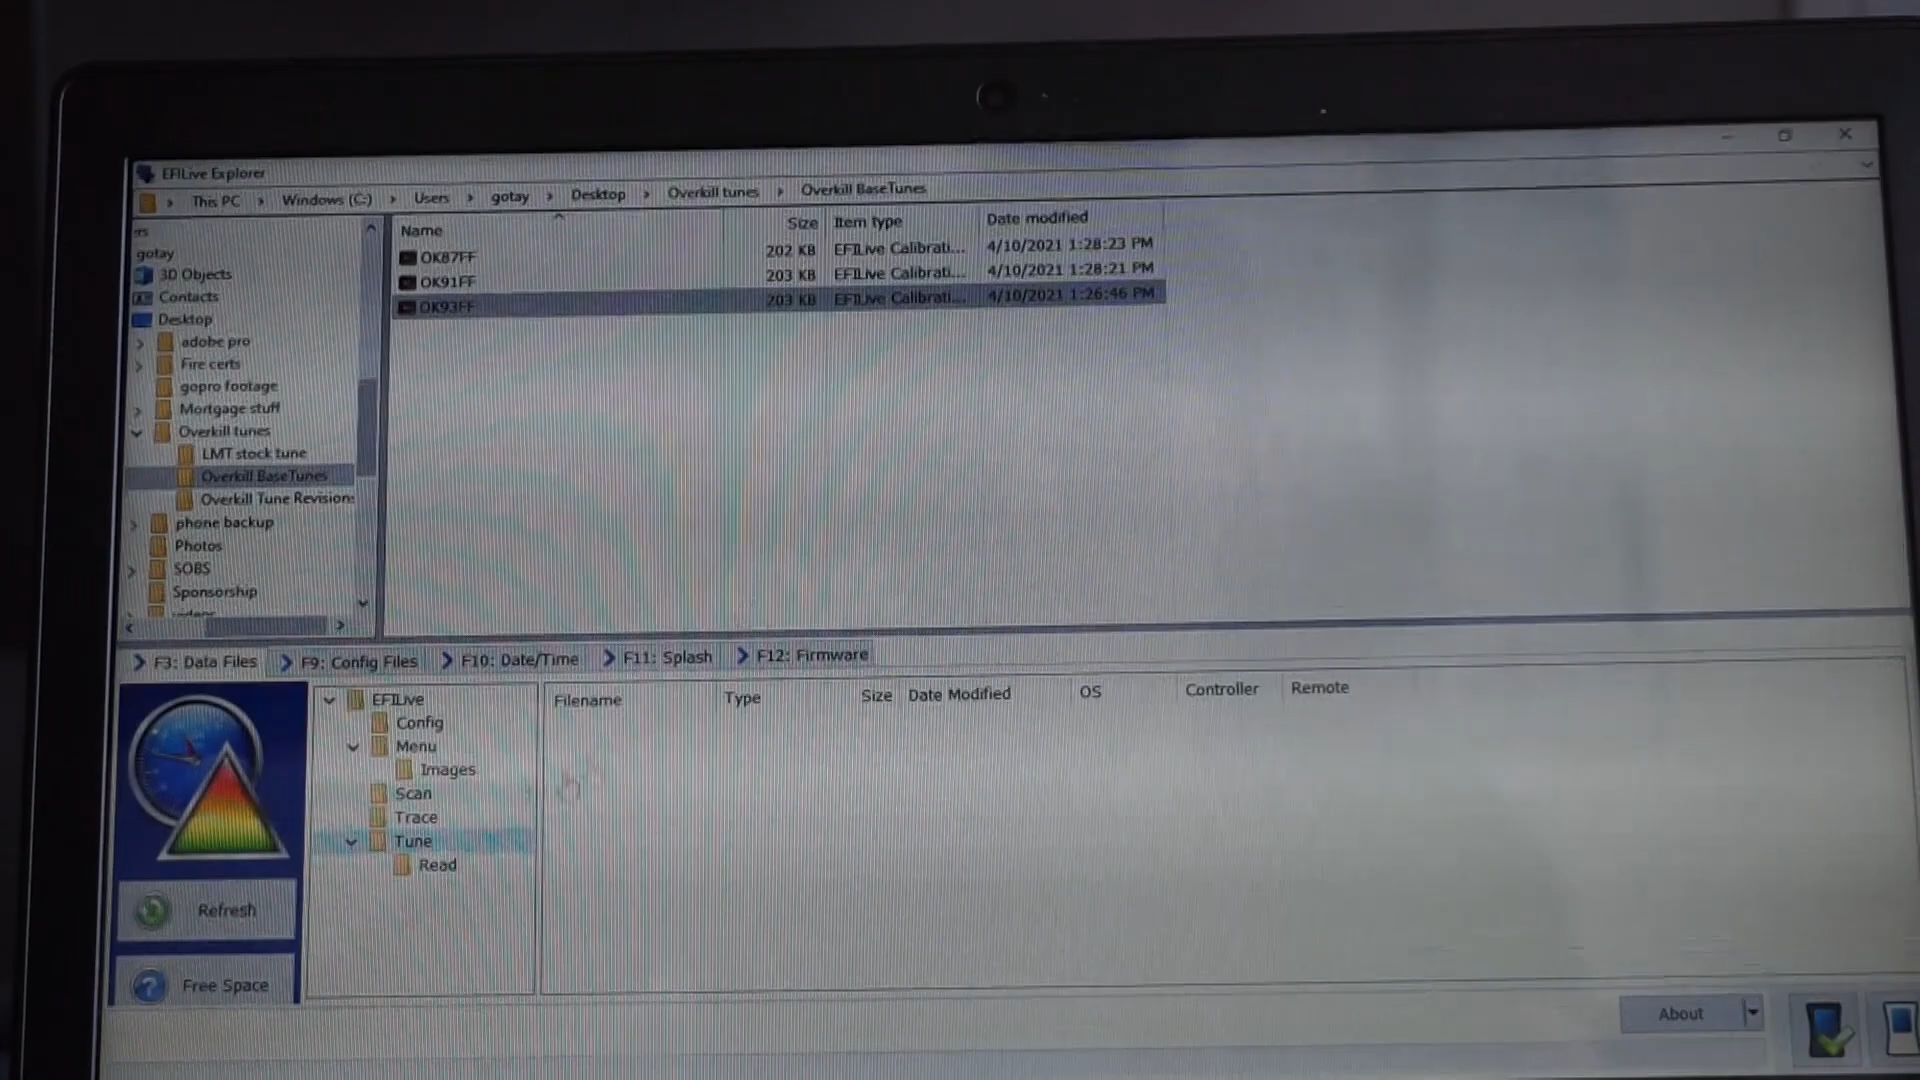 EFILive Explorer
This PC > Windows (C:) > Users > gotay > Desktop > Overkill tunes > Overkill BaseTunes
rs
gotay
3D Objects
Contacts
Desktop
adobe pro
Fire certs
gopro footage
Mortgage stuff
Overkill tunes
LMT stock tune
Overkill BaseTunes
Overkill Tune Revisions
phone backup
Photos
SOBS
Sponsorship
videos
Name Size Item type Date modified
OK87FF 202 KB EFILive Calibrati... 4/10/2021 1:28:23 PM
OK91FF 203 KB EFILive Calibrati... 4/10/2021 1:28:21 PM
OK93FF 203 KB EFILive Calibrati... 4/10/2021 1:26:46 PM
F3: Data Files F9: Config Files F10: Date/Time F11: Splash F12: Firmware
Refresh
Free Space
EFILive
Config
Menu
Images
Scan
Trace
Tune
Read
Filename Type Size Date Modified OS Controller Remote
About